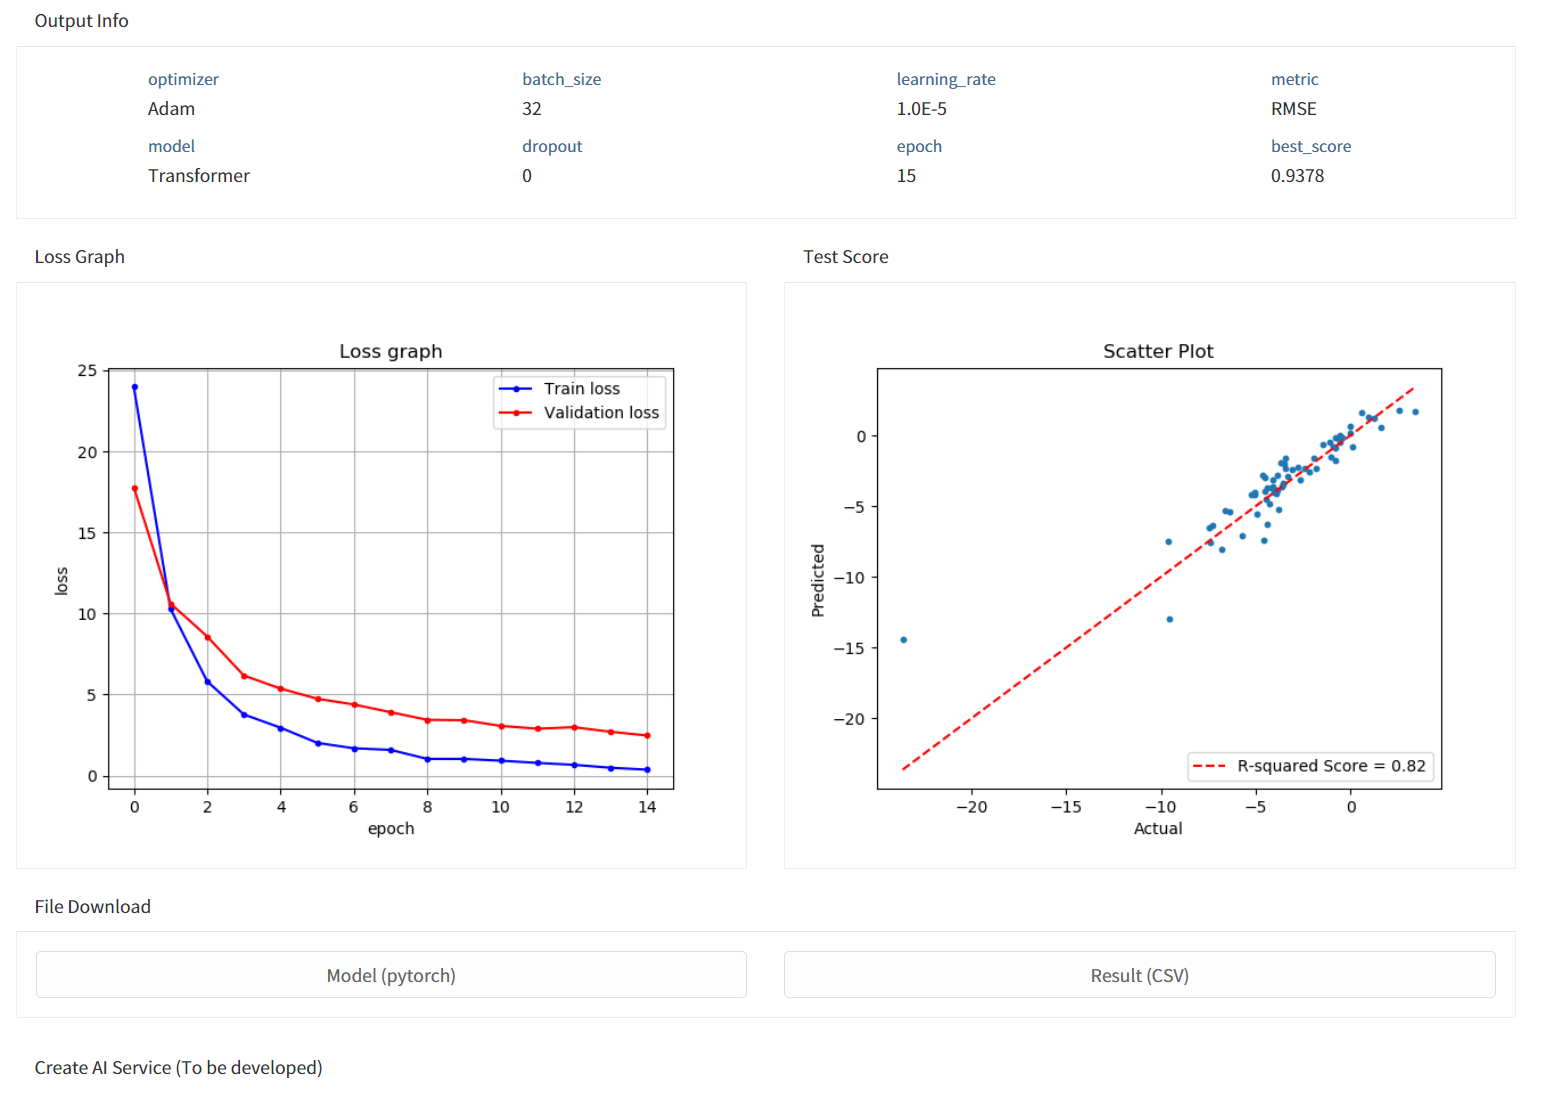 Output Info
optimizer batch_size learning_rate metric
Adam 32 1.0E-5 RMSE
model dropout epoch best_score
Transformer 0 15 0.9378
Loss Graph
Loss graph
25
20
15
10
5
0
loss
Train loss
Validation loss
0 2 4 6 8 10 12 14
epoch
Test Score
Scatter Plot
0
−5
−10
−15
−20
Predicted
R-squared Score = 0.82
−20 −15 −10 −5 0
Actual
File Download
Model (pytorch) Result (CSV)
Create AI Service (To be developed)